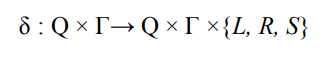 δ : Q × Γ→ Q × Γ ×{L, R, S}